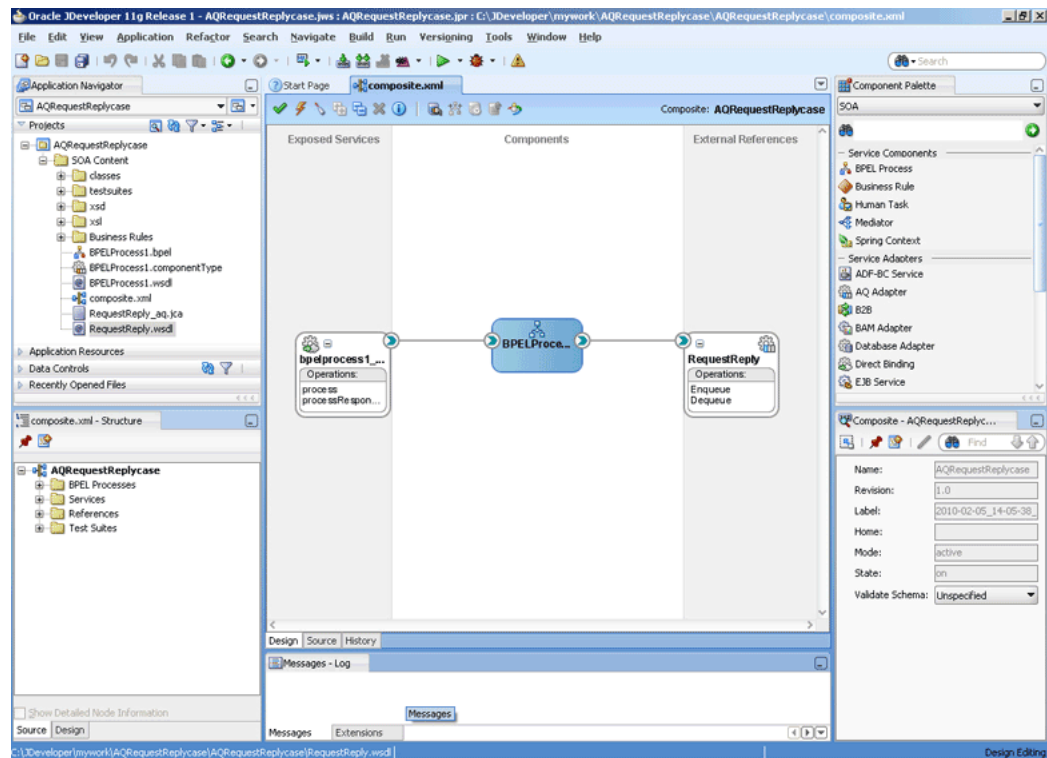 Oracle JDeveloper 11g Release 1 - AQRequestReplycase.jws : AQRequestReplycase.jpr : C:\JDeveloper\mywork\AQRequestReplycase\AQRequestReplycase\composite.xml
File Edit View Application Refactor Search Navigate Build Run Versioning Tools Window Help
Search
Application Navigator
AQRequestReplycase
Projects
AQRequestReplycase
SOA Content
classes
testsuites
xsd
xsl
Business Rules
BPELProcess1.bpel
BPELProcess1.componentType
BPELProcess1.wsdl
composite.xml
RequestReply_aq.jca
RequestReply.wsdl
Application Resources
Data Controls
Recently Opened Files
composite.xml - Structure
AQRequestReplycase
BPEL Processes
Services
References
Test Suites
Show Detailed Node Information
Source Design
Start Page composite.xml
Composite: AQRequestReplycase
Exposed Services Components External References
bpelprocess1_...
Operations:
process
processRespon...
BPELProce...
RequestReply
Operations:
Enqueue
Dequeue
Design Source History
Messages - Log
Messages
Messages Extensions
Component Palette
SOA
Service Components
BPEL Process
Business Rule
Human Task
Mediator
Spring Context
Service Adapters
ADF-BC Service
AQ Adapter
B2B
BAM Adapter
Database Adapter
Direct Binding
EJB Service
Composite - AQRequestReplyc...
Find
Name: AQRequestReplycase
Revision: 1.0
Label: 2010-02-05_14-05-38_
Home:
Mode: active
State: on
Validate Schema: Unspecified
C:\JDeveloper\mywork\AQRequestReplycase\AQRequestReplycase\RequestReply.wsdl
Design Editing